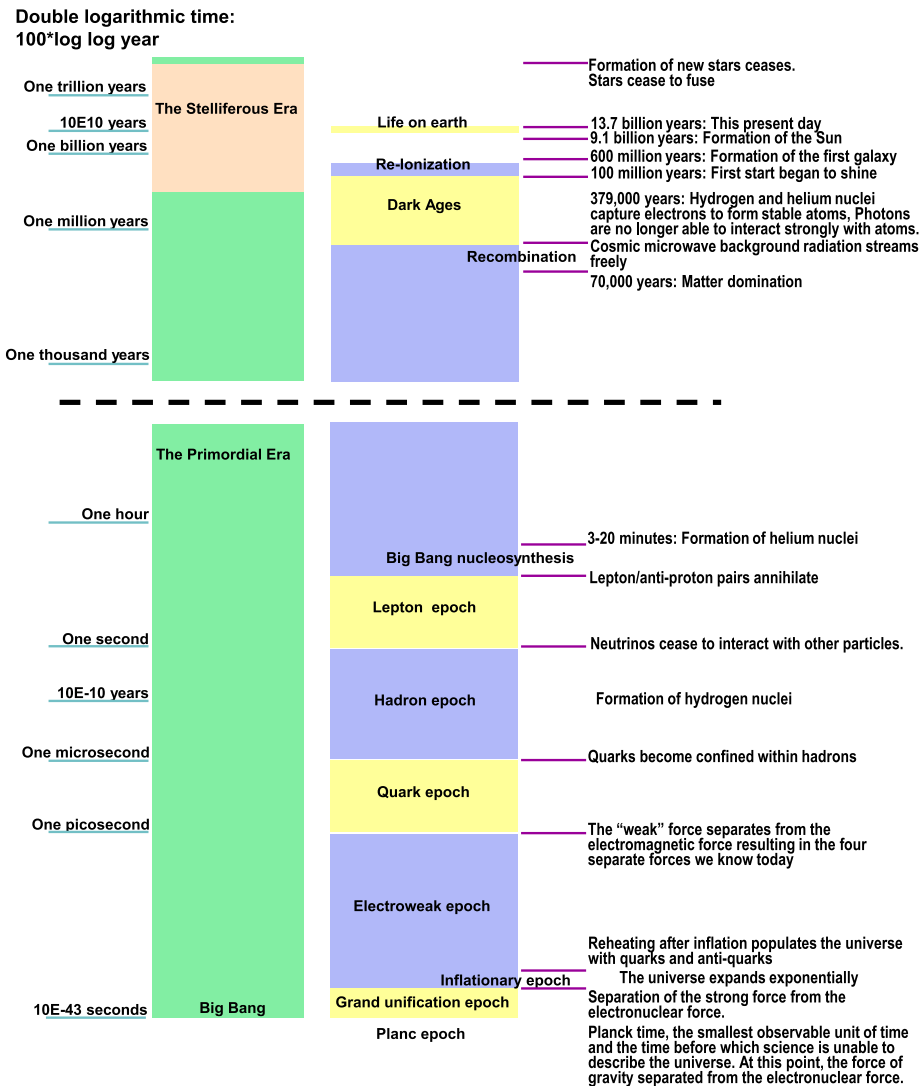 Double logarithmic time:
100*log log year
Formation of new stars ceases.
Stars cease to fuse
One trillion years
The Stelliferous Era
10E10 years
Life on earth
13.7 billion years: This present day
9.1 billion years: Formation of the Sun
One billion years
600 million years: Formation of the first galaxy
Re-Ionization
100 million years: First start began to shine
Dark Ages
379,000 years: Hydrogen and helium nuclei
capture electrons to form stable atoms, Photons
are no longer able to interact strongly with atoms.
Cosmic microwave background radiation streams
freely
One million years
Recombination
70,000 years: Matter domination
One thousand years
The Primordial Era
One hour
3-20 minutes: Formation of helium nuclei
Big Bang nucleosynthesis
Lepton/anti-proton pairs annihilate
Lepton epoch
One second
Neutrinos cease to interact with other particles.
10E-10 years
Hadron epoch
Formation of hydrogen nuclei
One microsecond
Quarks become confined within hadrons
Quark epoch
One picosecond
The “weak” force separates from the
electromagnetic force resulting in the four
separate forces we know today
Electroweak epoch
Reheating after inflation populates the universe
with quarks and anti-quarks
Inflationary epoch
The universe expands exponentially
Grand unification epoch
Separation of the strong force from the
electronuclear force.
10E-43 seconds
Big Bang
Planc epoch
Planck time, the smallest observable unit of time
and the time before which science is unable to
describe the universe. At this point, the force of
gravity separated from the electronuclear force.